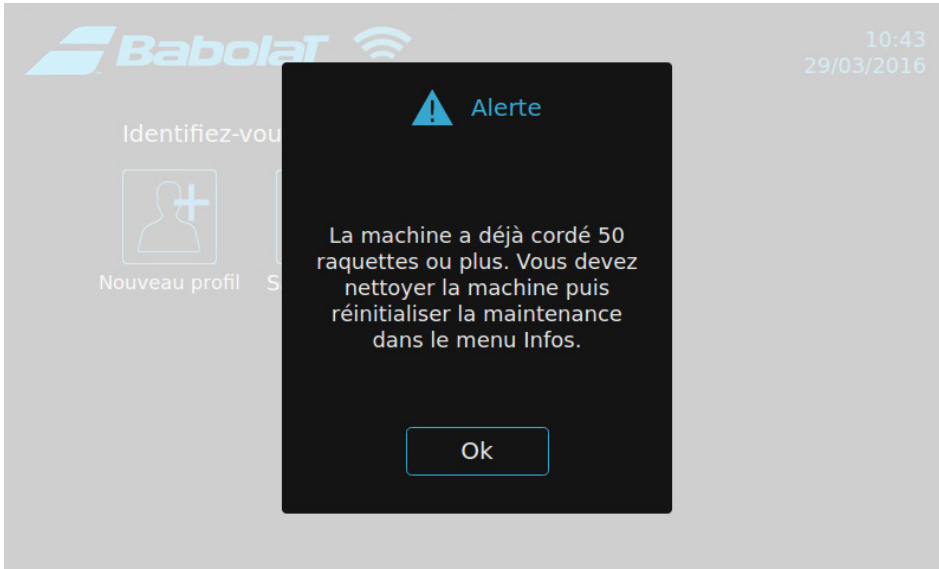 BabolaT
10:43
29/03/2016
Alerte
Identifiez-vou
La machine a déjà cordé 50
raquettes ou plus. Vous devez
nettoyer la machine puis
réinitialiser la maintenance
dans le menu Infos.
Nouveau profil
Ok